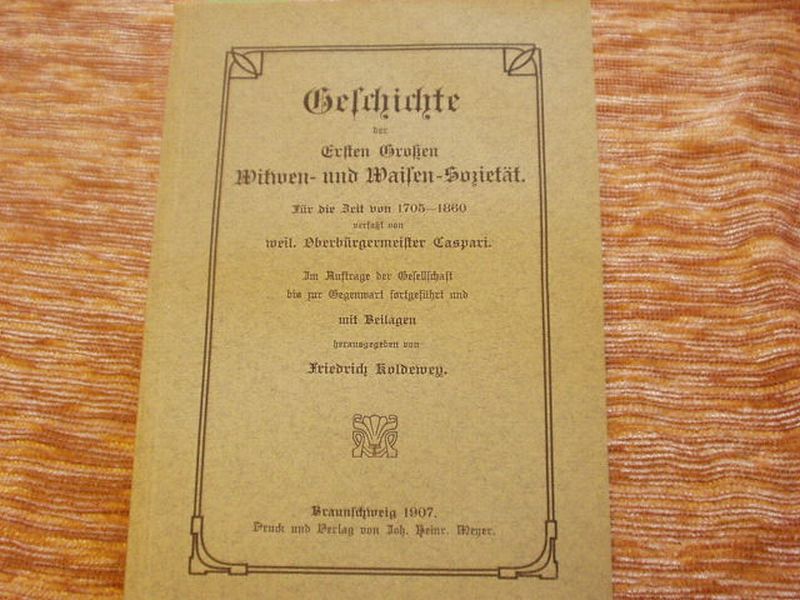 Geschichte
der
Ersten Großen
Witwen- und Waisen-Sozietät.
Für die Zeit von 1705—1860
verfaßt von
weil. Oberbürgermeister Caspari.
Im Auftrage der Gesellschaft
bis zur Gegenwart fortgeführt und
mit Beilagen
herausgegeben von
Friedrich Koldewey.
Braunschweig 1907.
Druck und Verlag von Joh. Heinr. Meyer.